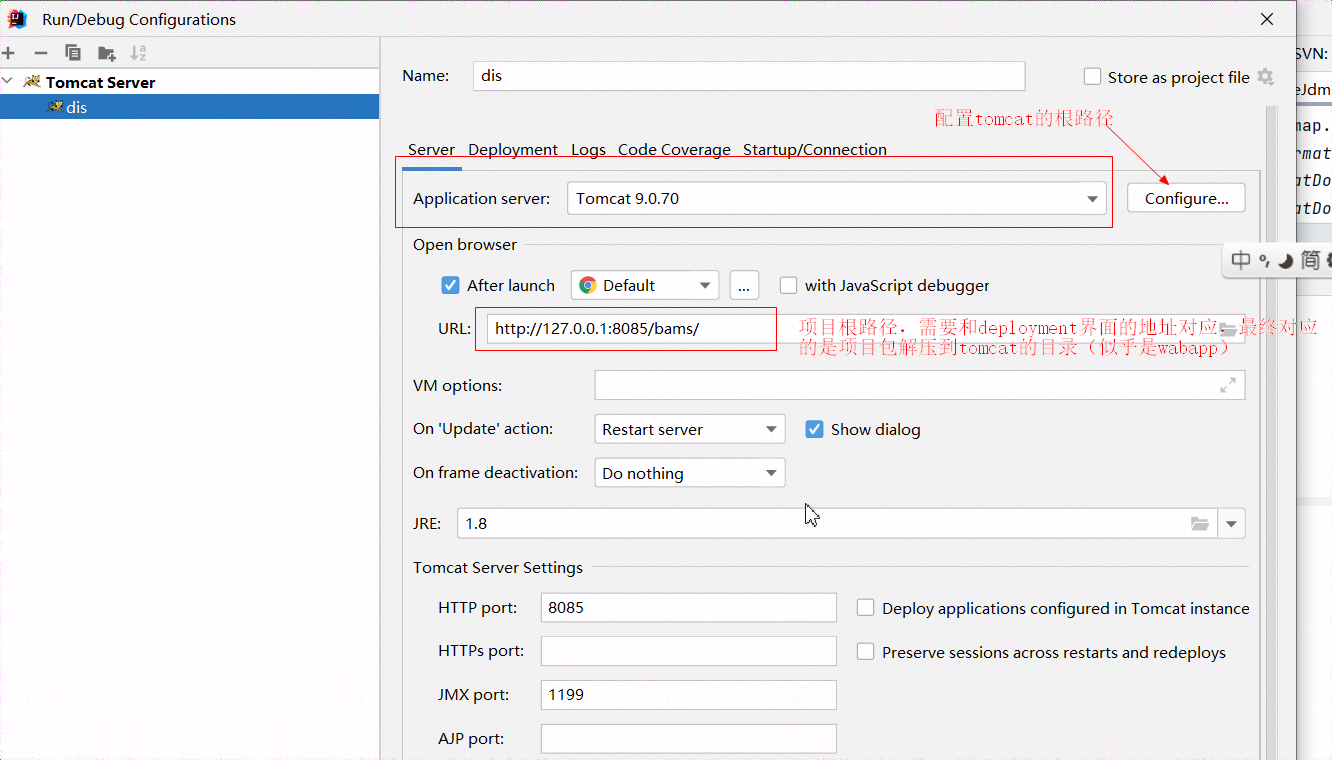 Run/Debug Configurations
SVN:
Tomcat Server
dis
Name:
dis
Store as project file
配置tomcat的根路径
Server Deployment Logs Code Coverage Startup/Connection
Application server:
Tomcat 9.0.70
Configure...
Open browser
After launch
Default
...
with JavaScript debugger
中
简
URL:
http://127.0.0.1:8085/bams/
项目根路径，需要和deployment界面的地址对应，最终对应
的是项目包解压到tomcat的目录（似乎是wabapp）
VM options:
On 'Update' action:
Restart server
Show dialog
On frame deactivation:
Do nothing
JRE:
1.8
Tomcat Server Settings
HTTP port:
8085
Deploy applications configured in Tomcat instance
HTTPs port:
Preserve sessions across restarts and redeploys
JMX port:
1199
AJP port: